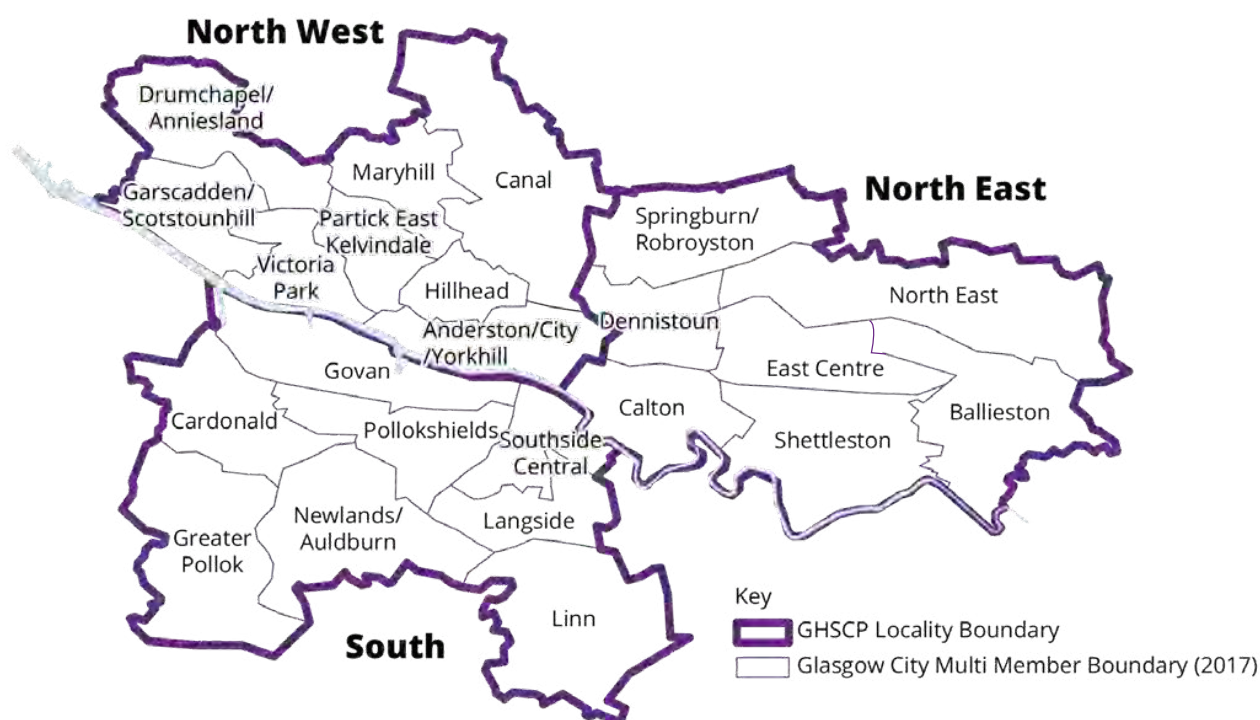 North West
Drumchapel/
Anniesland
Maryhill
Canal
Garscadden/
Scotstounhill
Partick East
Kelvindale
Victoria
Park
Hillhead
Anderston/City
/Yorkhill
North East
Springburn/
Robroyston
North East
Dennistoun
East Centre
Calton
Shettleston
Ballieston
Govan
Cardonald
Pollokshields
Southside
Central
Langside
Newlands/
Auldburn
Greater
Pollok
Linn
South
Key
GHSCP Locality Boundary
Glasgow City Multi Member Boundary (2017)